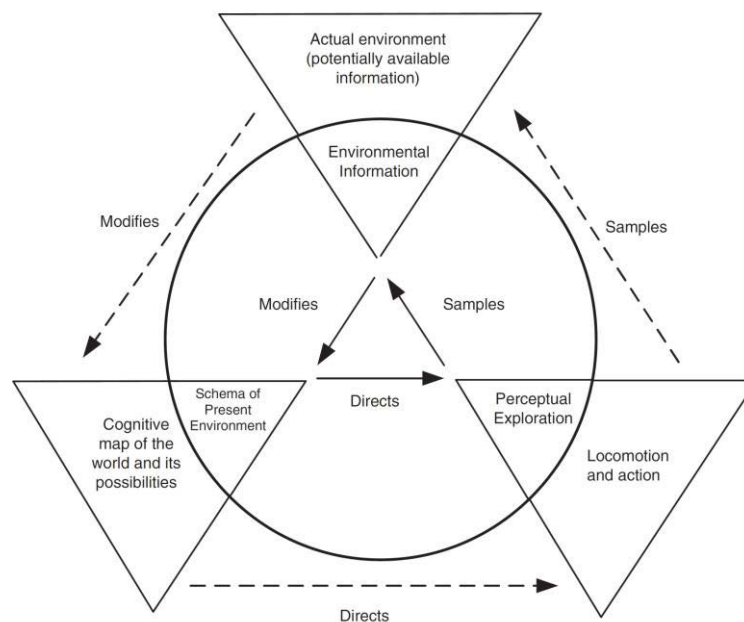 Actual environment
(potentially available
information)
Environmental
Information
Modifies
Samples
Modifies
Samples
Directs
Schema of
Present
Environment
Cognitive
map of the
world and its
possibilities
Perceptual
Exploration
Locomotion
and action
Directs